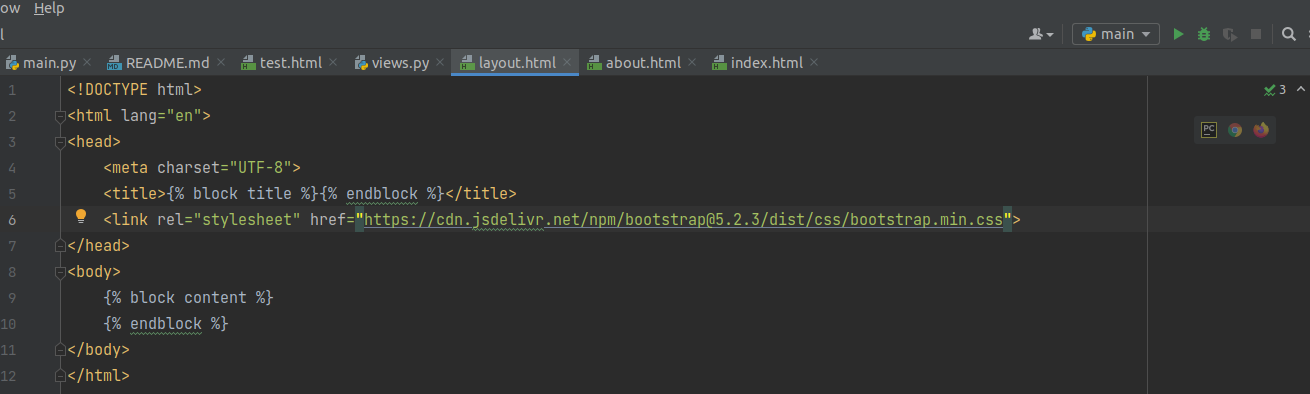 ow Help
l
main
main.py README.md test.html views.py layout.html about.html index.html
1 <!DOCTYPE html> 3
2 <html lang="en">
3 <head>
4 <meta charset="UTF-8">
5 <title>{% block title %}{% endblock %}</title>
6 <link rel="stylesheet" href="https://cdn.jsdelivr.net/npm/bootstrap@5.2.3/dist/css/bootstrap.min.css">
7 </head>
8 <body>
9 {% block content %}
10 {% endblock %}
11 </body>
12 </html>